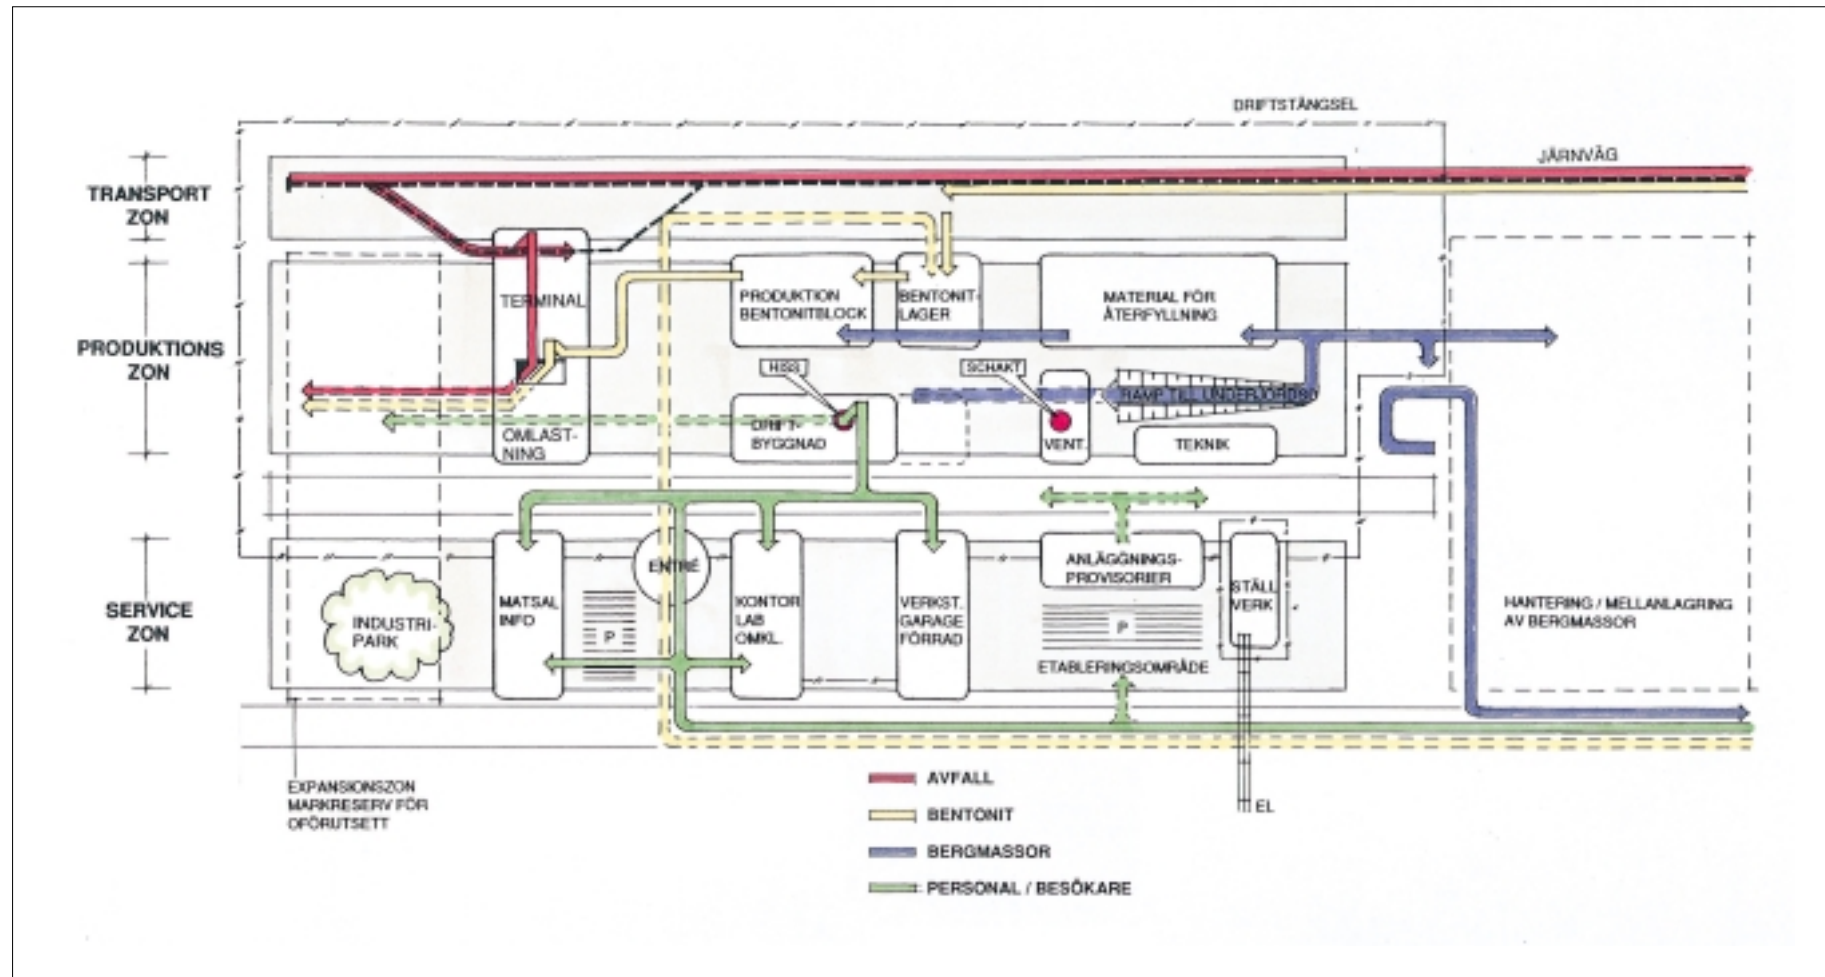 DRIFTSTÄNGSEL
JÄRNVÄG
TRANSPORT
ZON
TERMINAL
PRODUKTION
BENTONITBLOCK
BENTONIT-
LAGER
MATERIAL FÖR
ÅTERFYLLNING
PRODUKTIONS
ZON
HISS
SCHAKT
RAMP TILL
OMLAST-
NING
DRIFT-
BYGGNAD
VENT.
TEKNIK
SERVICE
ZON
INDUSTRI-
PARK
MATSAL
INFO
P
ENTRÉ
KONTOR
LAB
OMKL.
VERKST.
GARAGE
FÖRRÅD
ANLÄGGNINGS-
PROVISORIER
P
ETABLERINGSOMRÅDE
STÄLL
VERK
HANTERING / MELLANLAGRING
AV BERGMASSOR
EXPANSIONSZON
MARKRESERV FÖR
OFÖRUTSETT
EL
AVFALL
BENTONIT
BERGMASSOR
PERSONAL / BESÖKARE